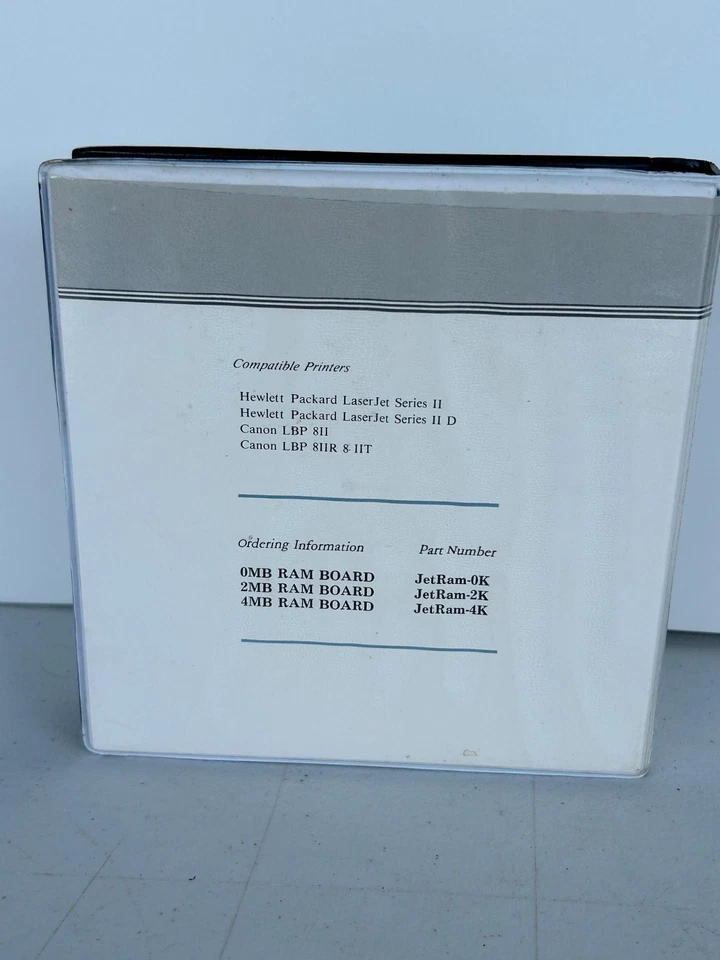 Compatible Printers
Hewlett Packard LaserJet Series II
Hewlett Packard LaserJet Series II D
Canon LBP 8II
Canon LBP 8IIR 8 IIT
Ordering Information Part Number
0MB RAM BOARD JetRam-0K
2MB RAM BOARD JetRam-2K
4MB RAM BOARD JetRam-4K